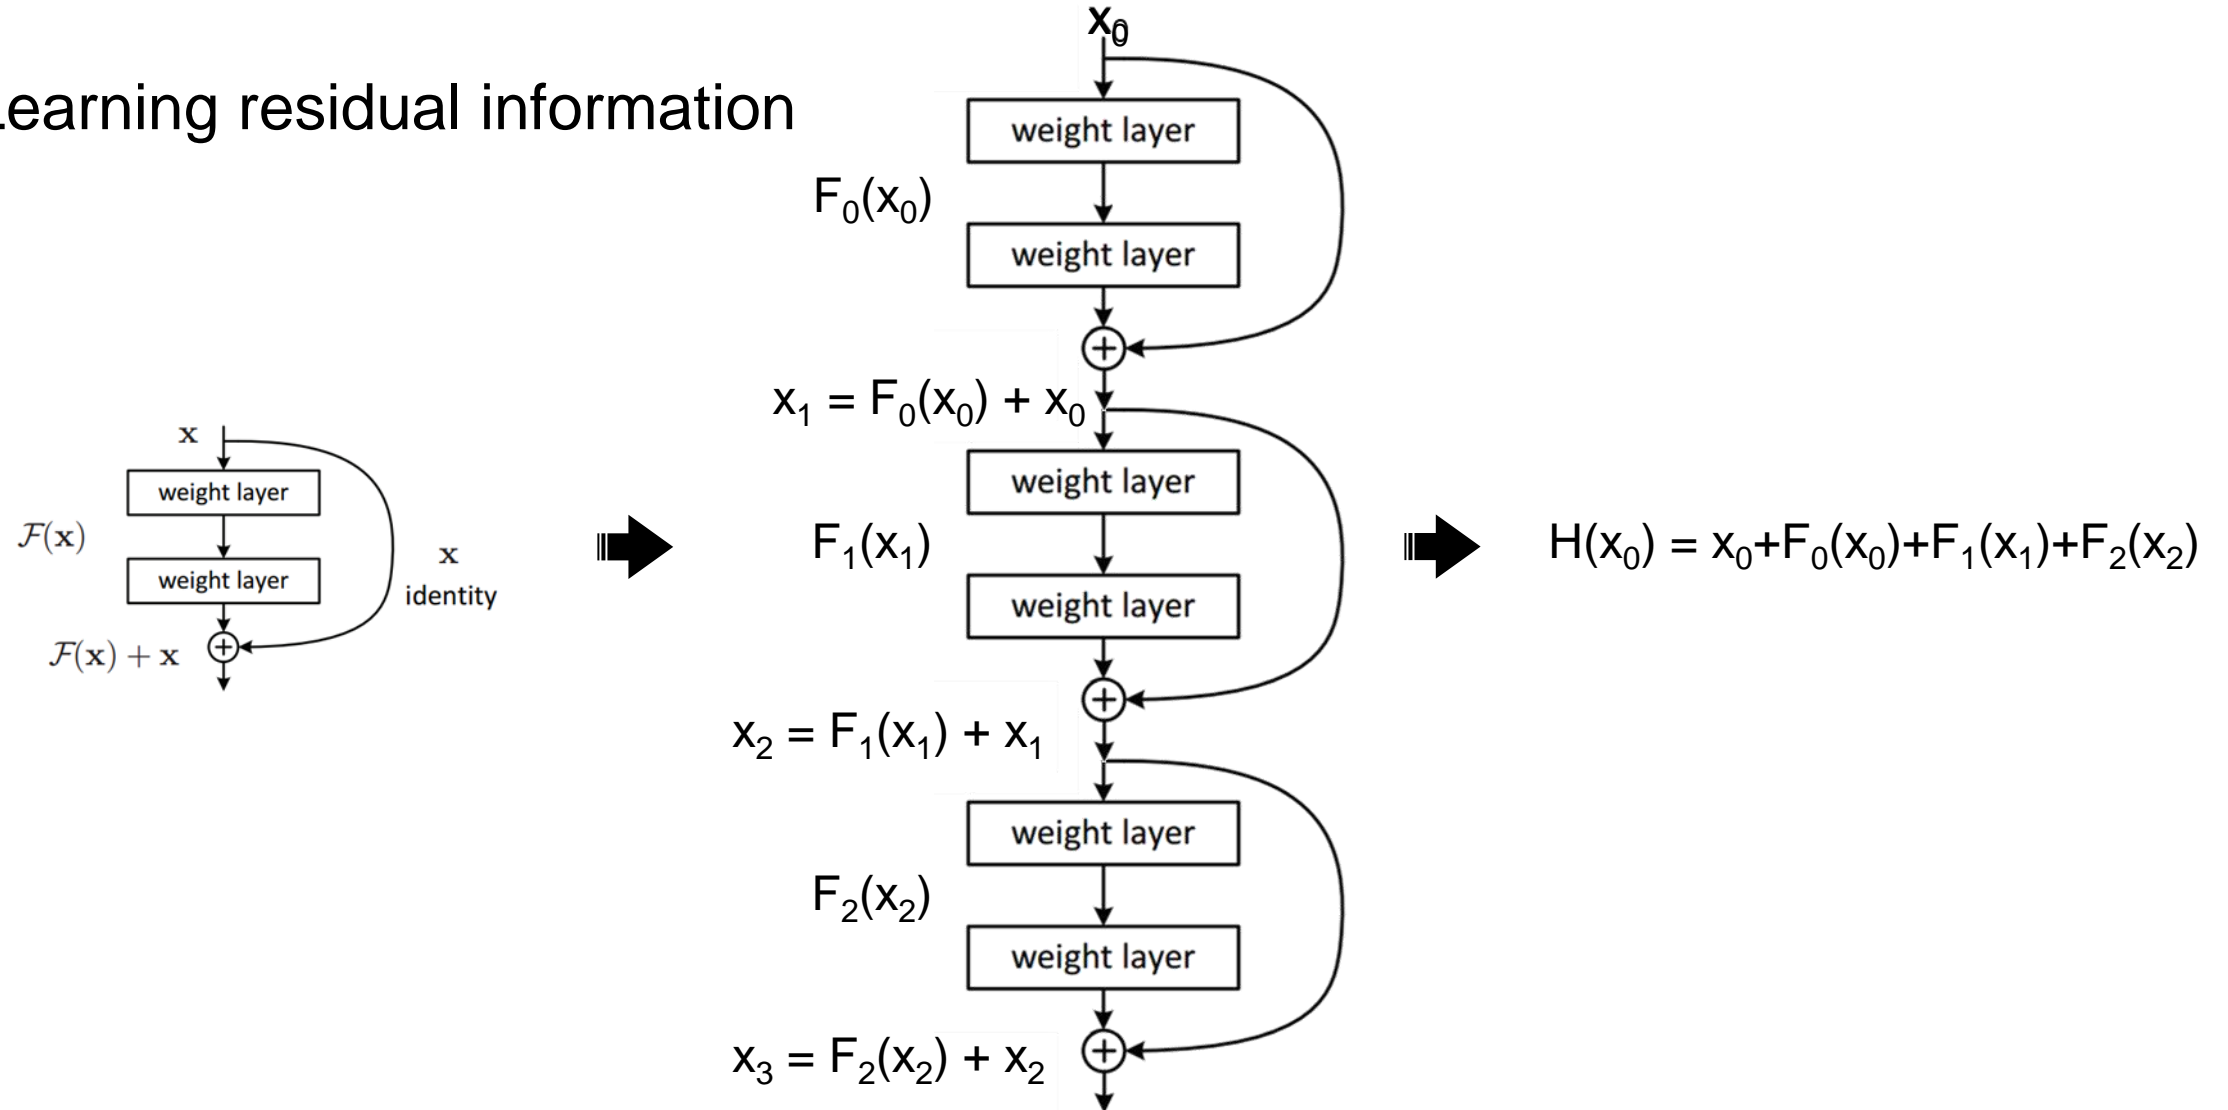 x₀
Learning residual information
weight layer
F₀(x₀)
weight layer
x₁ = F₀(x₀) + x₀
x
weight layer
weight layer
F(x)
F₁(x₁)
x
identity
weight layer
weight layer
F(x) + x
H(x₀) = x₀+F₀(x₀)+F₁(x₁)+F₂(x₂)
x₂ = F₁(x₁) + x₁
weight layer
F₂(x₂)
weight layer
x₃ = F₂(x₂) + x₂